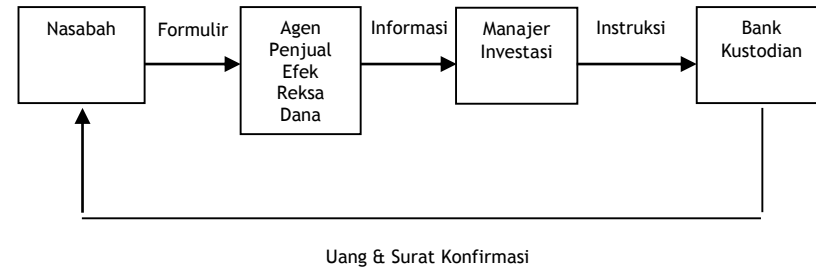 Nasabah
Formulir
Agen
Penjual
Efek
Reksa
Dana
Informasi
Manajer
Investasi
Instruksi
Bank
Kustodian
Uang & Surat Konfirmasi